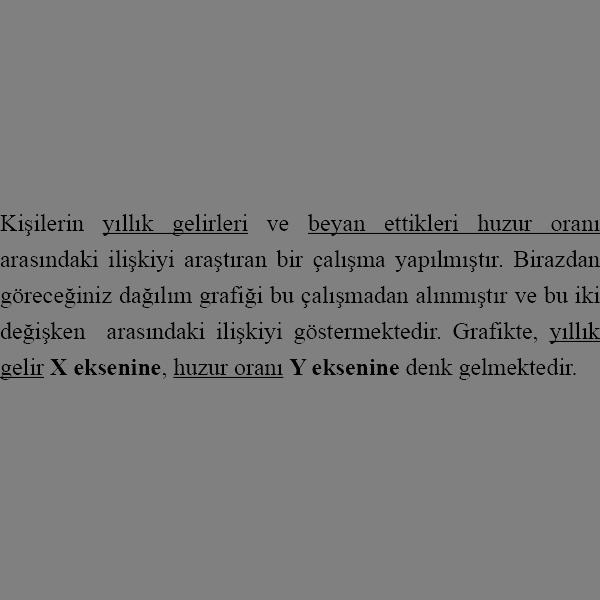 Kişilerin yıllık gelirleri ve beyan ettikleri huzur oranı
arasındaki ilişkiyi araştıran bir çalışma yapılmıştır. Birazdan
göreceğiniz dağılım grafiği bu çalışmadan alınmıştır ve bu iki
değişken arasındaki ilişkiyi göstermektedir. Grafikte, yıllık
gelir X eksenine, huzur oranı Y eksenine denk gelmektedir.